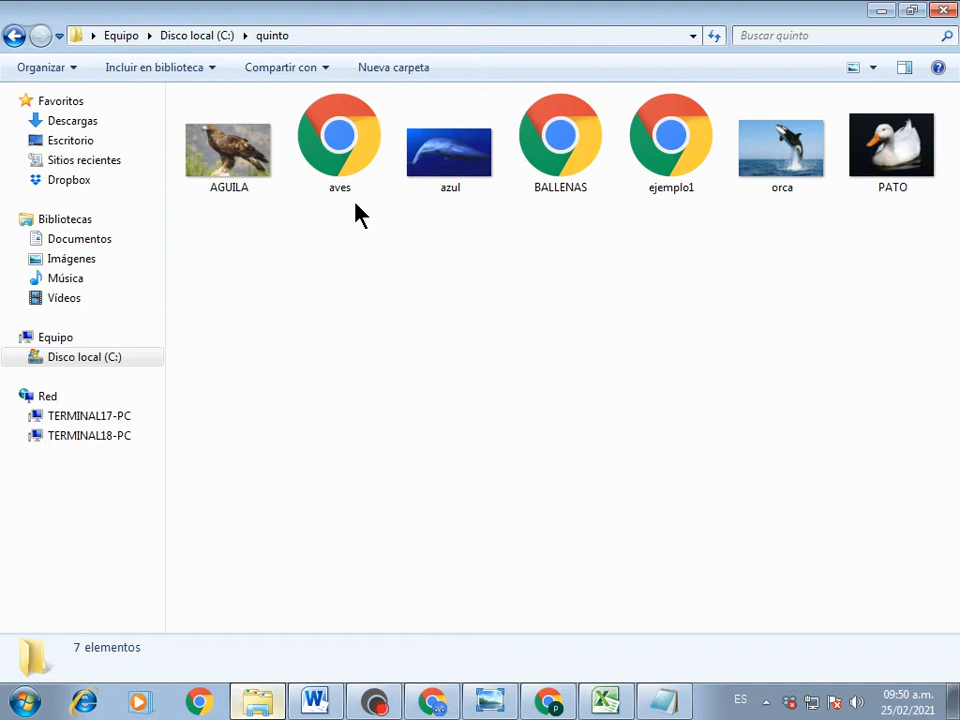 Equipo Disco local (C:) quinto
Buscar quinto
Organizar Incluir en biblioteca Compartir con Nueva carpeta
Favoritos
Descargas
Escritorio
Sitios recientes
Dropbox
Bibliotecas
Documentos
Imágenes
Música
Vídeos
Equipo
Disco local (C:)
Red
TERMINAL17-PC
TERMINAL18-PC
AGUILA aves azul BALLENAS ejemplo1 orca PATO
7 elementos
ES
09:50 a.m.
25/02/2021